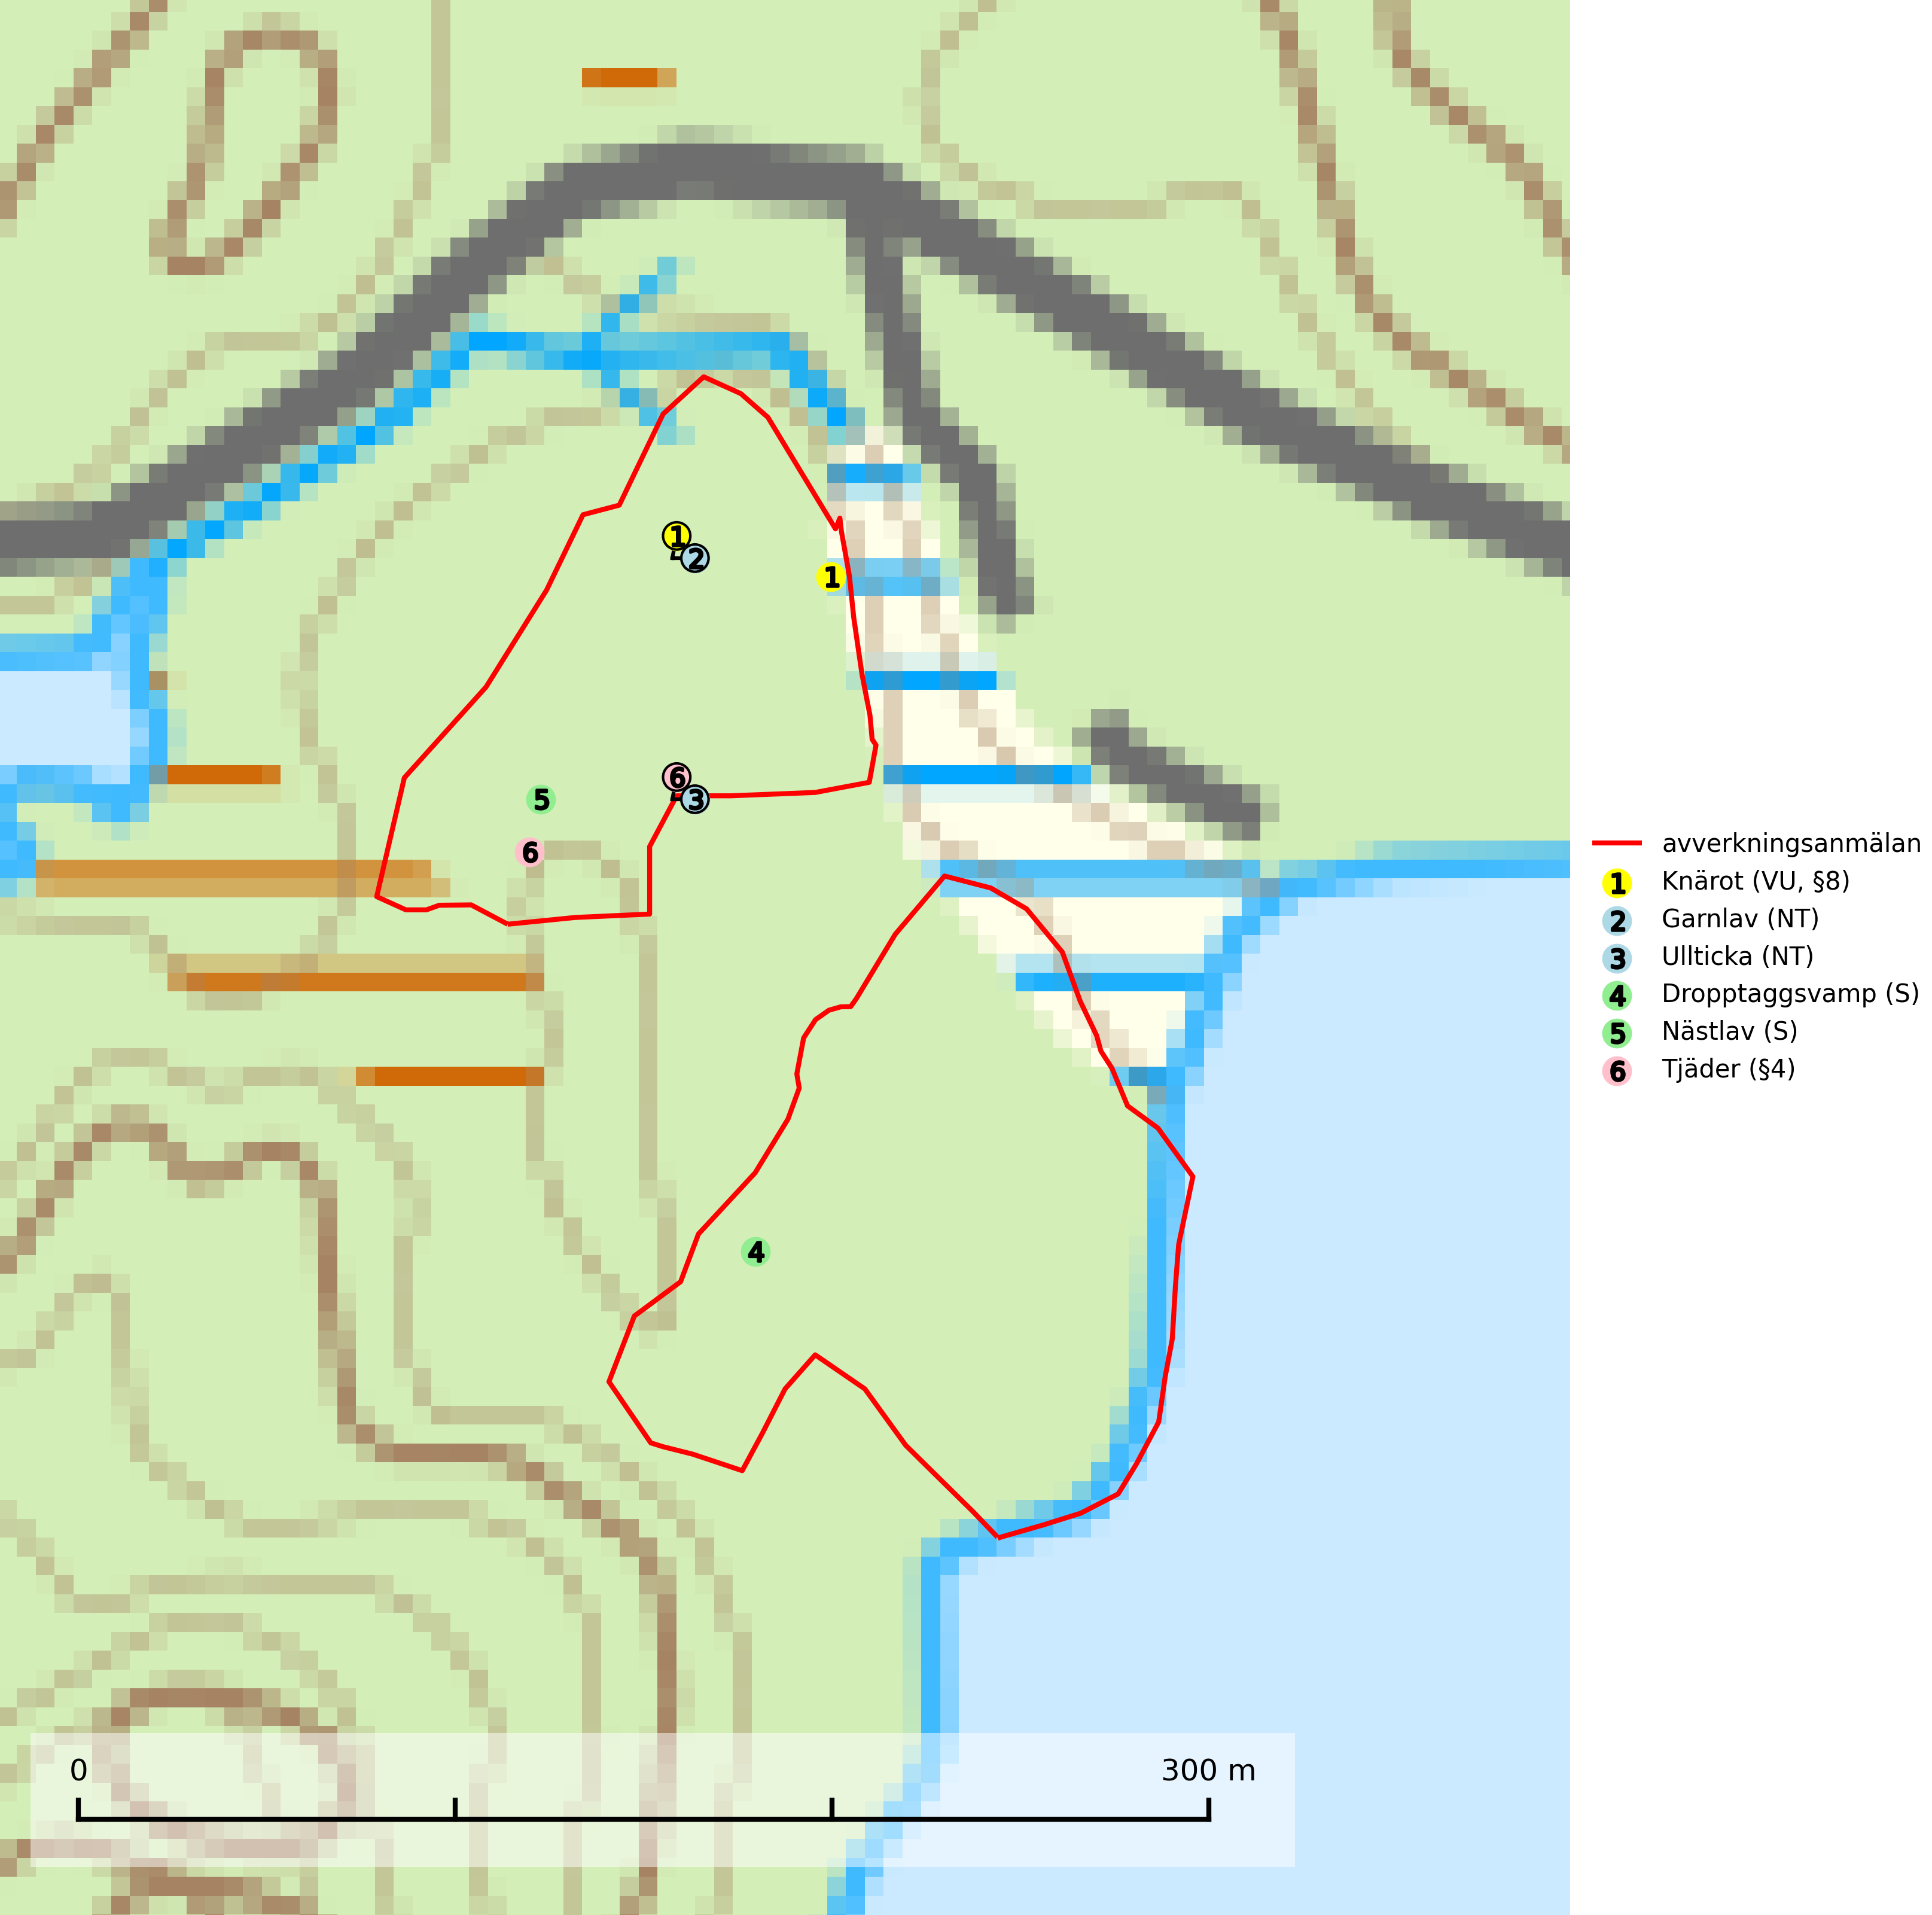 1
2
1
6
3
5
6
4
avverkningsanmälan
1 Knärot (VU, §8)
2 Garnlav (NT)
3 Ullticka (NT)
4 Dropptaggsvamp (S)
5 Nästlav (S)
6 Tjäder (§4)
0 300 m